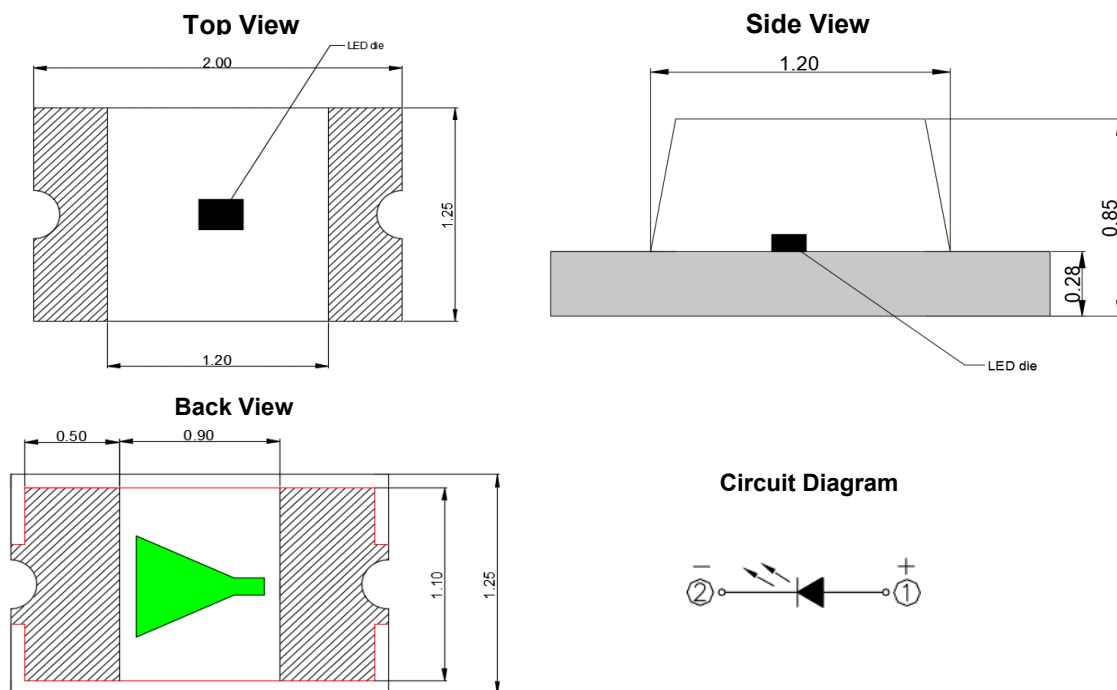 Top View
LED die
2.00
1.25
1.20
Side View
1.20
0.85
0.28
LED die
Back View
0.50
0.90
1.10
1.25
Circuit Diagram
− +
2 1